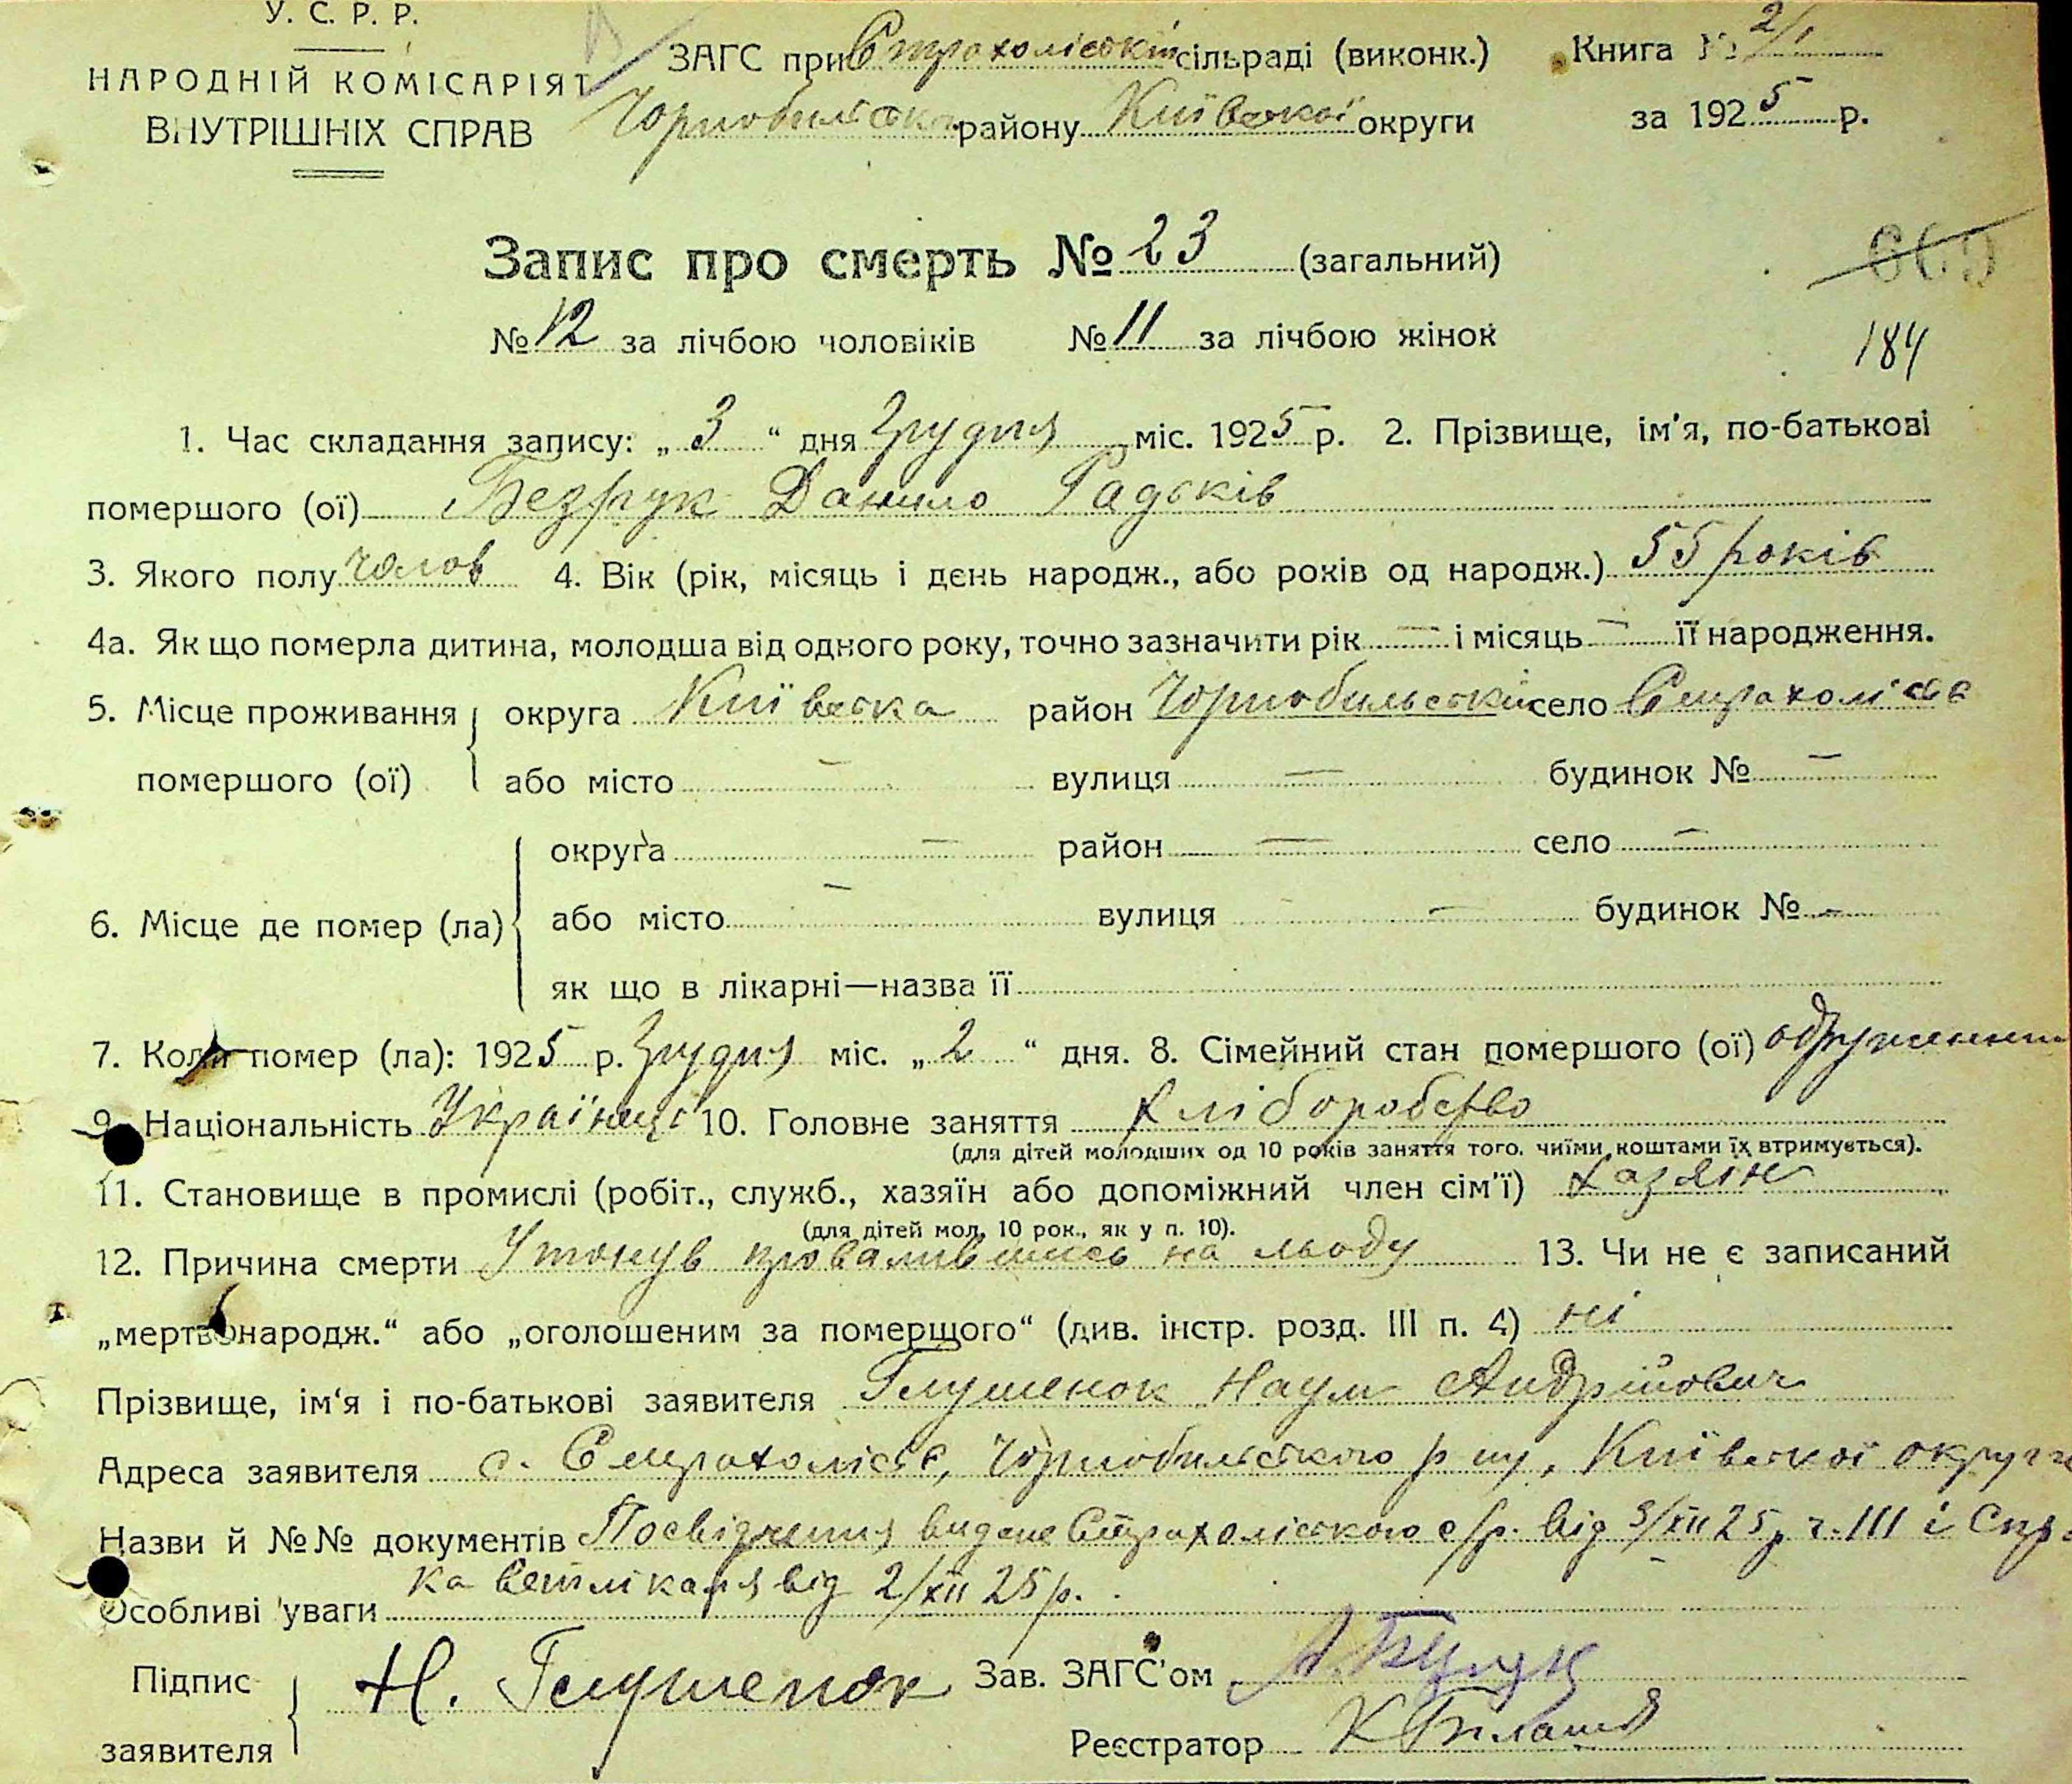 У. С. Р. Р.
НАРОДНІЙ КОМІСАРІЯТ
ВНУТРІШНІХ СПРАВ
ЗАГС при Страхоліській сільраді (виконк.)
Чорнобильськ. району Київської округи
Книга № 2/1
за 1925 р.
Запис про смерть № 23 (загальний)
669
№ 12 за лічбою чоловіків № 11 за лічбою жінок
184
1. Час складання запису: „ 3 “ дня Грудня міс. 1925 р. 2. Прізвище, ім'я, по-батькові
помершого (ої) Безрук Данило Радьків
3. Якого полу чолов 4. Вік (рік, місяць і день народж., або років од народж.) 55 років
4а. Як що померла дитина, молодша від одного року, точно зазначити рік — і місяць — її народження.
5. Місце проживання округа Київська район Чорнобильський село Страхолісся
помершого (ої) або місто — вулиця — будинок № —
округа — район — село —
6. Місце де помер (ла) або місто — вулиця — будинок № —
як що в лікарні—назва її
7. Коли помер (ла): 1925 р. Грудня міс. „ 2 “ дня. 8. Сімейний стан помершого (ої) одружений
9. Національність Українець 10. Головне заняття Хліборобство
(для дітей молодших од 10 років заняття того, чиїми коштами їх втримується).
11. Становище в промислі (робіт., служб., хазяїн або допоміжний член сім'ї) Хазяїн
(для дітей мол. 10 рок., як у п. 10).
12. Причина смерти Утонув провалившись на льоду 13. Чи не є записаний
„мертвонародж.“ або „оголошеним за померщого“ (див. інстр. розд. III п. 4) ні
Прізвище, ім'я і по-батькові заявителя Глушенок Наум Андрійович
Адреса заявителя с. Страхолісся, Чорнобильського р-ну, Київської округи
Назви й №№ документів Посвідчення видане Страхоліського с/р. від 3/XII 25 р ч. 111 і Спр
ка ветлікаря від 2/XII 25 р.
Особливі уваги
Підпис
заявителя
Н. Глушенок
Зав. ЗАГС'ом
Реєстратор К Білаш